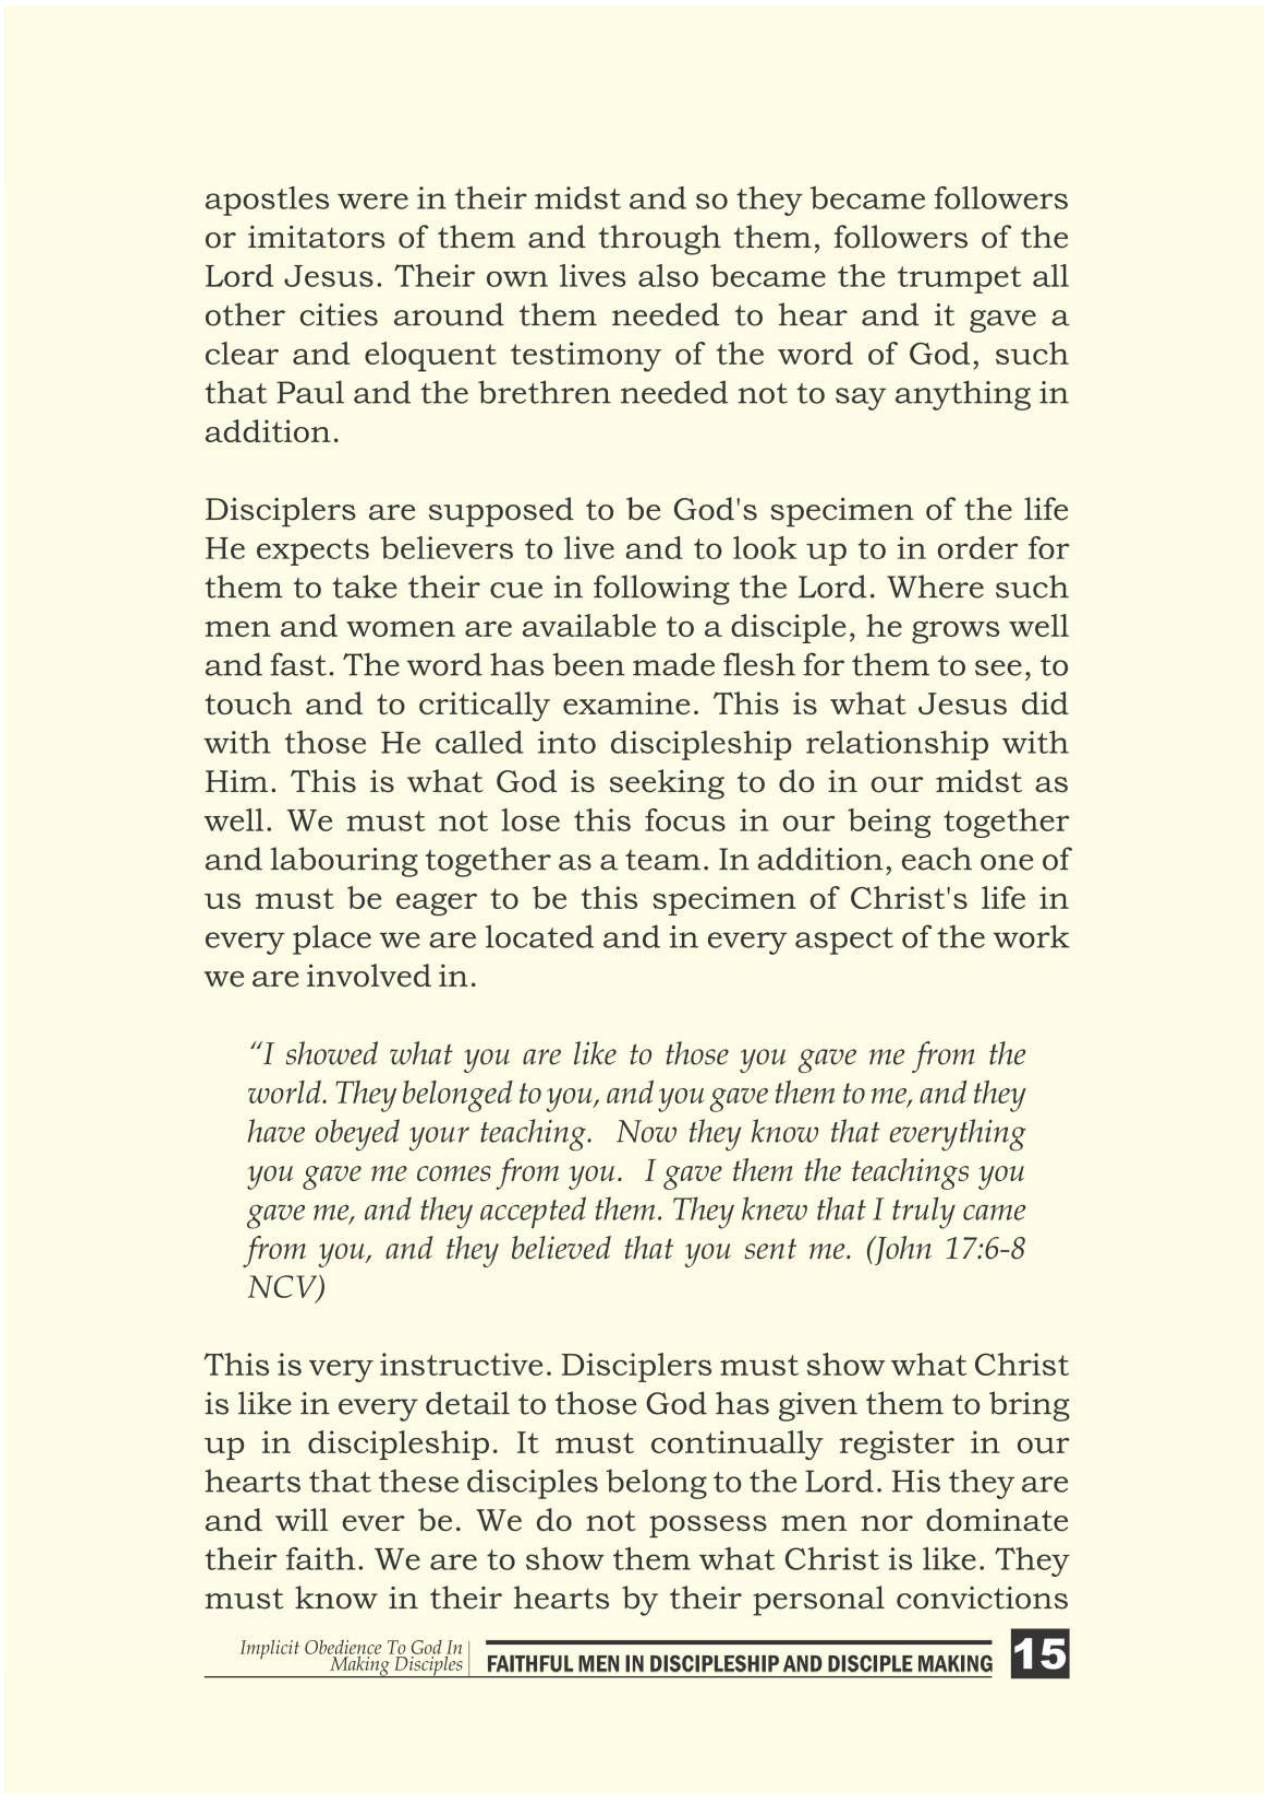 apostles were in their midst and so they became followers
or imitators of them and through them, followers of the
Lord Jesus. Their own lives also became the trumpet all
other cities around them needed to hear and it gave a
clear and eloquent testimony of the word of God, such
that Paul and the brethren needed not to say anything in
addition.
Disciplers are supposed to be God's specimen of the life
He expects believers to live and to look up to in order for
them to take their cue in following the Lord. Where such
men and women are available to a disciple, he grows well
and fast. The word has been made flesh for them to see, to
touch and to critically examine. This is what Jesus did
with those He called into discipleship relationship with
Him. This is what God is seeking to do in our midst as
well. We must not lose this focus in our being together
and labouring together as a team. In addition, each one of
us must be eager to be this specimen of Christ's life in
every place we are located and in every aspect of the work
we are involved in.
“I showed what you are like to those you gave me from the
world. They belonged to you, and you gave them to me, and they
have obeyed your teaching.  Now they know that everything
you gave me comes from you.  I gave them the teachings you
gave me, and they accepted them. They knew that I truly came
from you, and they believed that you sent me. (John 17:6-8
NCV)
This is very instructive. Disciplers must show what Christ
is like in every detail to those God has given them to bring
up in discipleship. It must continually register in our
hearts that these disciples belong to the Lord. His they are
and will ever be. We do not possess men nor dominate
their faith. We are to show them what Christ is like. They
must know in their hearts by their personal convictions
Implicit Obedience To God In
Making Disciples
FAITHFUL MEN IN DISCIPLESHIP AND DISCIPLE MAKING
15